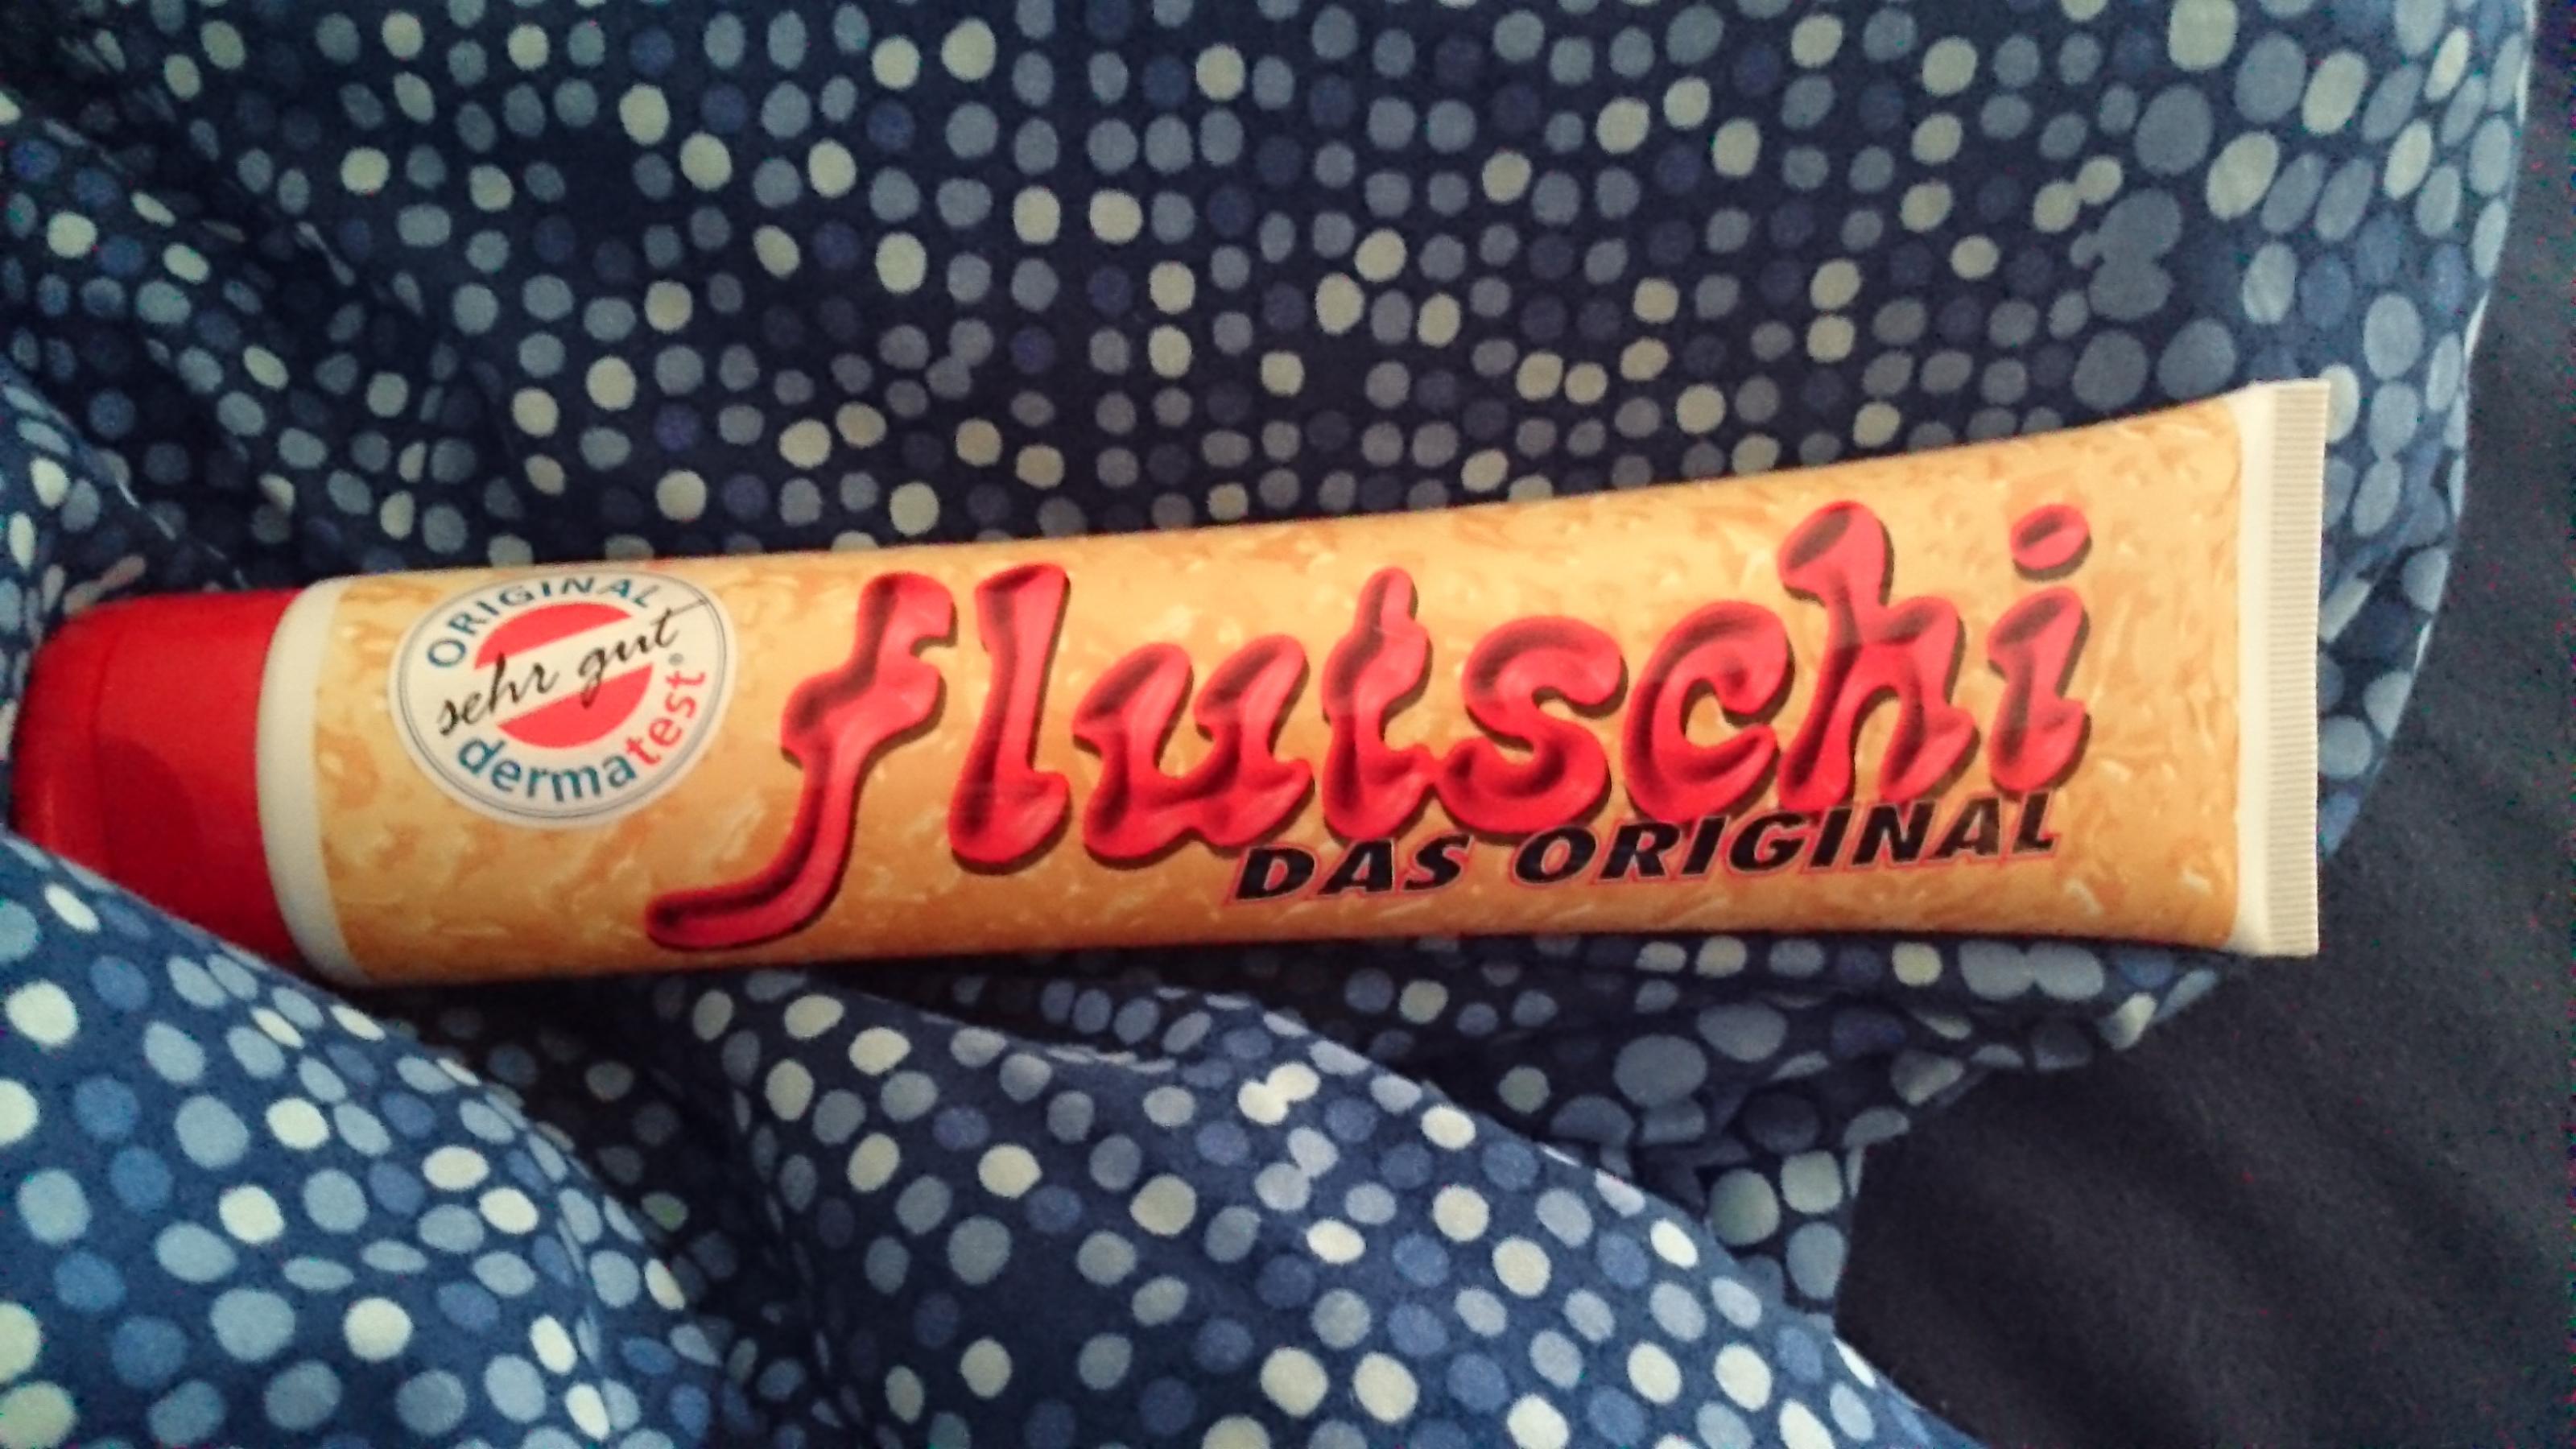 ORIGINAL
sehr gut
dermatest®
flutschi
DAS ORIGINAL